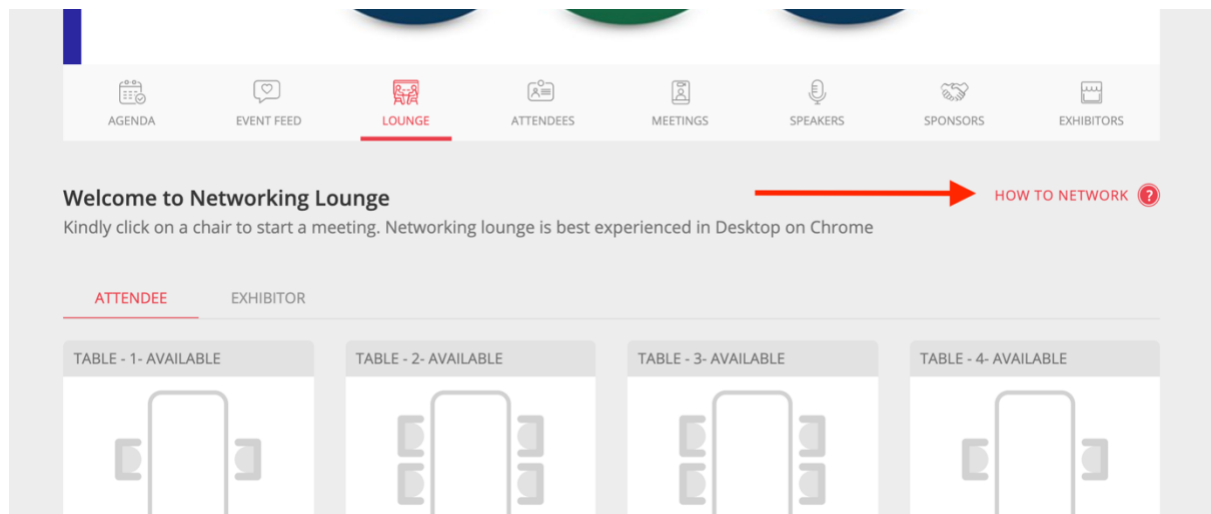 AGENDA
EVENT FEED
LOUNGE
ATTENDEES
MEETINGS
SPEAKERS
SPONSORS
EXHIBITORS
Welcome to Networking Lounge
HOW TO NETWORK ?
Kindly click on a chair to start a meeting. Networking lounge is best experienced in Desktop on Chrome
ATTENDEE
EXHIBITOR
TABLE - 1- AVAILABLE
TABLE - 2- AVAILABLE
TABLE - 3- AVAILABLE
TABLE - 4- AVAILABLE